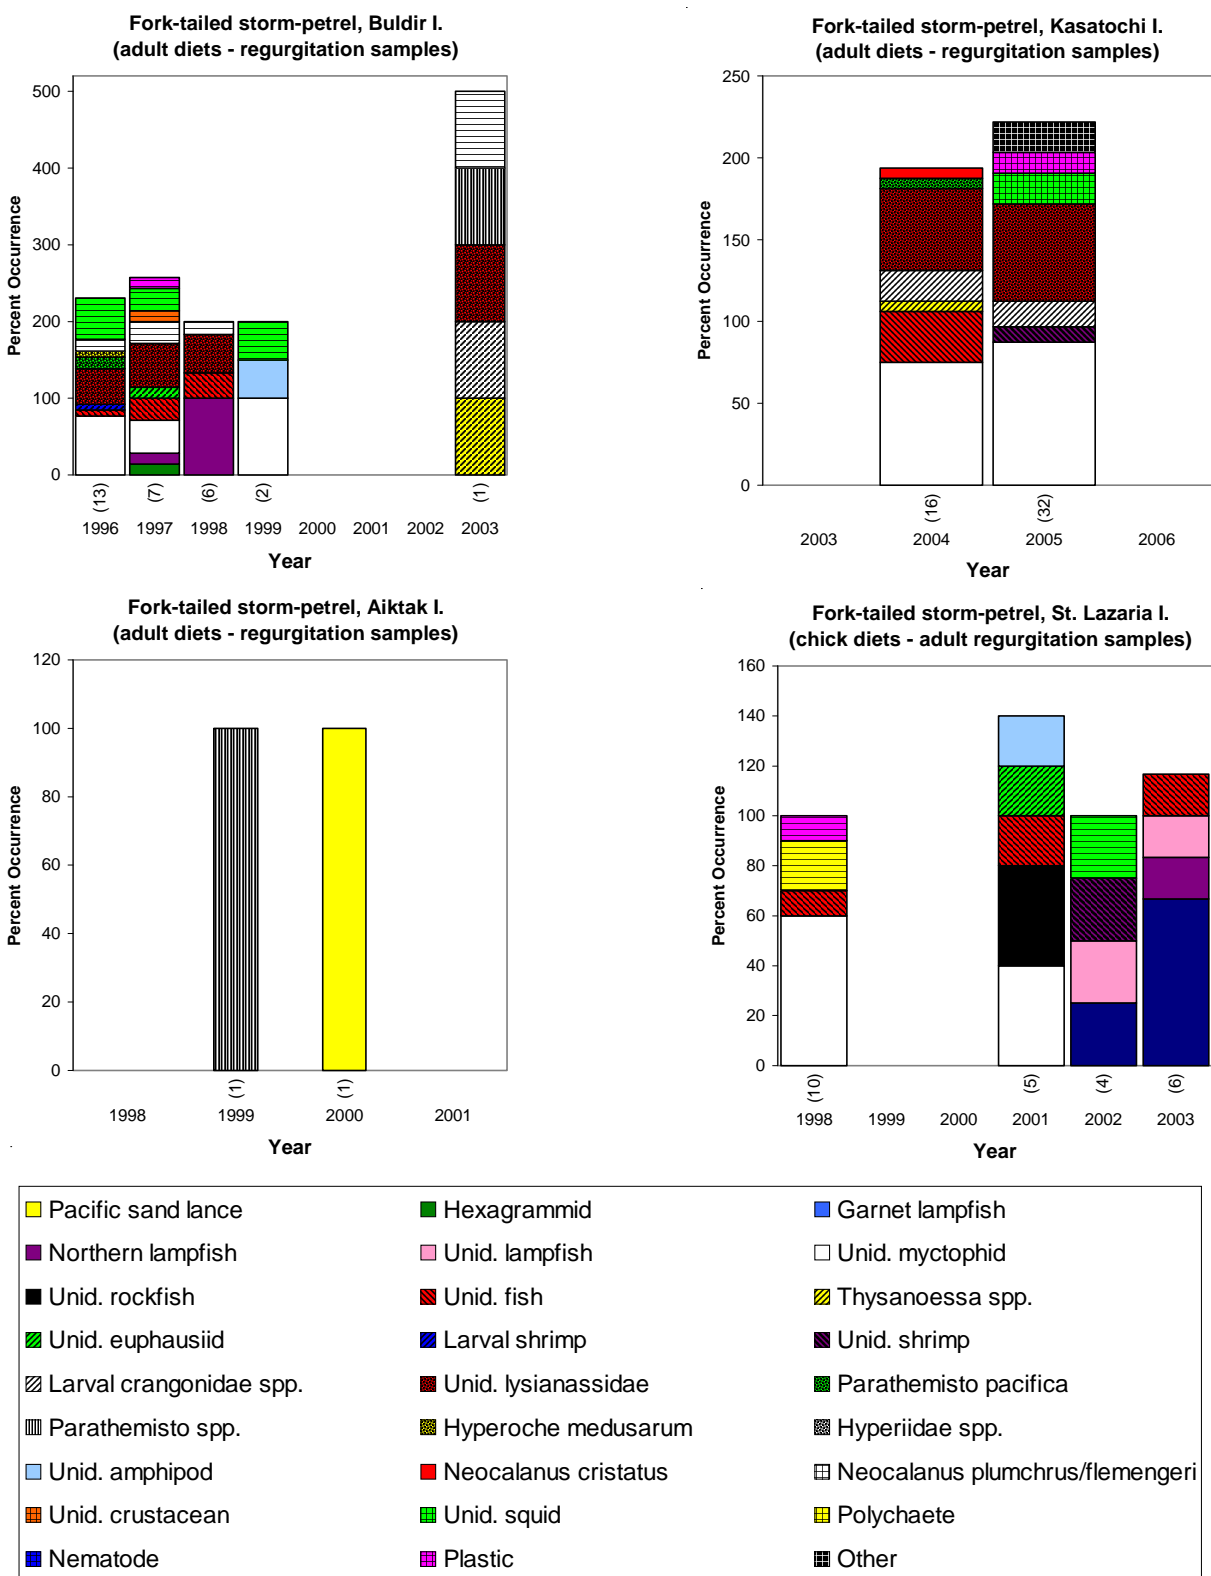 Fork-tailed storm-petrel, Buldir I.
(adult diets - regurgitation samples)
500
400
300
200
100
0
Percent Occurrence
(13)
(7)
(6)
(2)
(1)
1996 1997 1998 1999 2000 2001 2002 2003
Year
Fork-tailed storm-petrel, Kasatochi I.
(adult diets - regurgitation samples)
250
200
150
100
50
0
Percent Occurrence
(16)
(32)
2003 2004 2005 2006
Year
Fork-tailed storm-petrel, Aiktak I.
(adult diets - regurgitation samples)
120
100
80
60
40
20
0
Percent Occurrence
(1)
(1)
1998 1999 2000 2001
Year
Fork-tailed storm-petrel, St. Lazaria I.
(chick diets - adult regurgitation samples)
160
140
120
100
80
60
40
20
0
Percent Occurrence
(10)
(5)
(4)
(6)
1998 1999 2000 2001 2002 2003
Year
Pacific sand lance Hexagrammid Garnet lampfish
Northern lampfish Unid. lampfish Unid. myctophid
Unid. rockfish Unid. fish Thysanoessa spp.
Unid. euphausiid Larval shrimp Unid. shrimp
Larval crangonidae spp. Unid. lysianassidae Parathemisto pacifica
Parathemisto spp. Hyperoche medusarum Hyperiidae spp.
Unid. amphipod Neocalanus cristatus Neocalanus plumchrus/flemengeri
Unid. crustacean Unid. squid Polychaete
Nematode Plastic Other